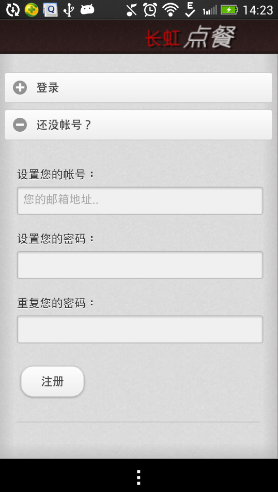 14:23
长虹点餐
登录
还没帐号？
设置您的帐号：
您的邮箱地址..
设置您的密码：
重复您的密码：
注册